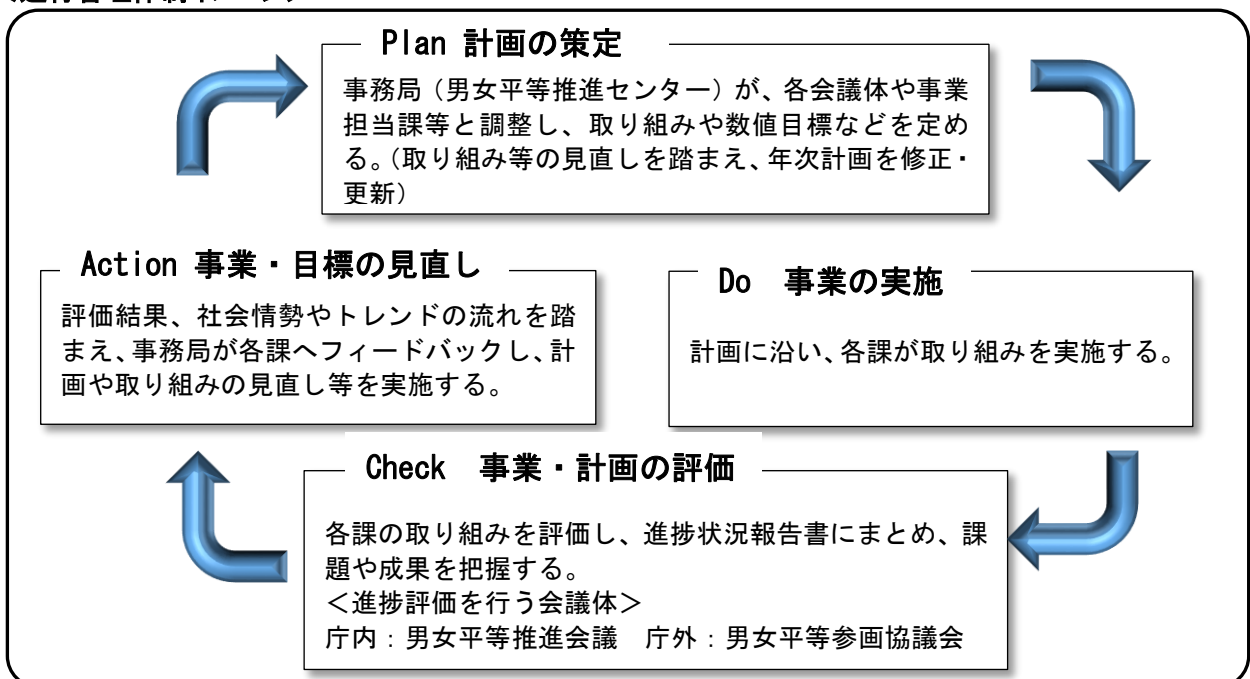 Plan 計画の策定
事務局（男女平等推進センター）が、各会議体や事業
担当課等と調整し、取り組みや数値目標などを定め
る。（取り組み等の見直しを踏まえ、年次計画を修正・
更新）
Action 事業・目標の見直し
評価結果、社会情勢やトレンドの流れを踏
まえ、事務局が各課へフィードバックし、計
画や取り組みの見直し等を実施する。
Do　事業の実施
計画に沿い、各課が取り組みを実施する。
Check　事業・計画の評価
各課の取り組みを評価し、進捗状況報告書にまとめ、課
題や成果を把握する。
＜進捗評価を行う会議体＞
庁内：男女平等推進会議　庁外：男女平等参画協議会